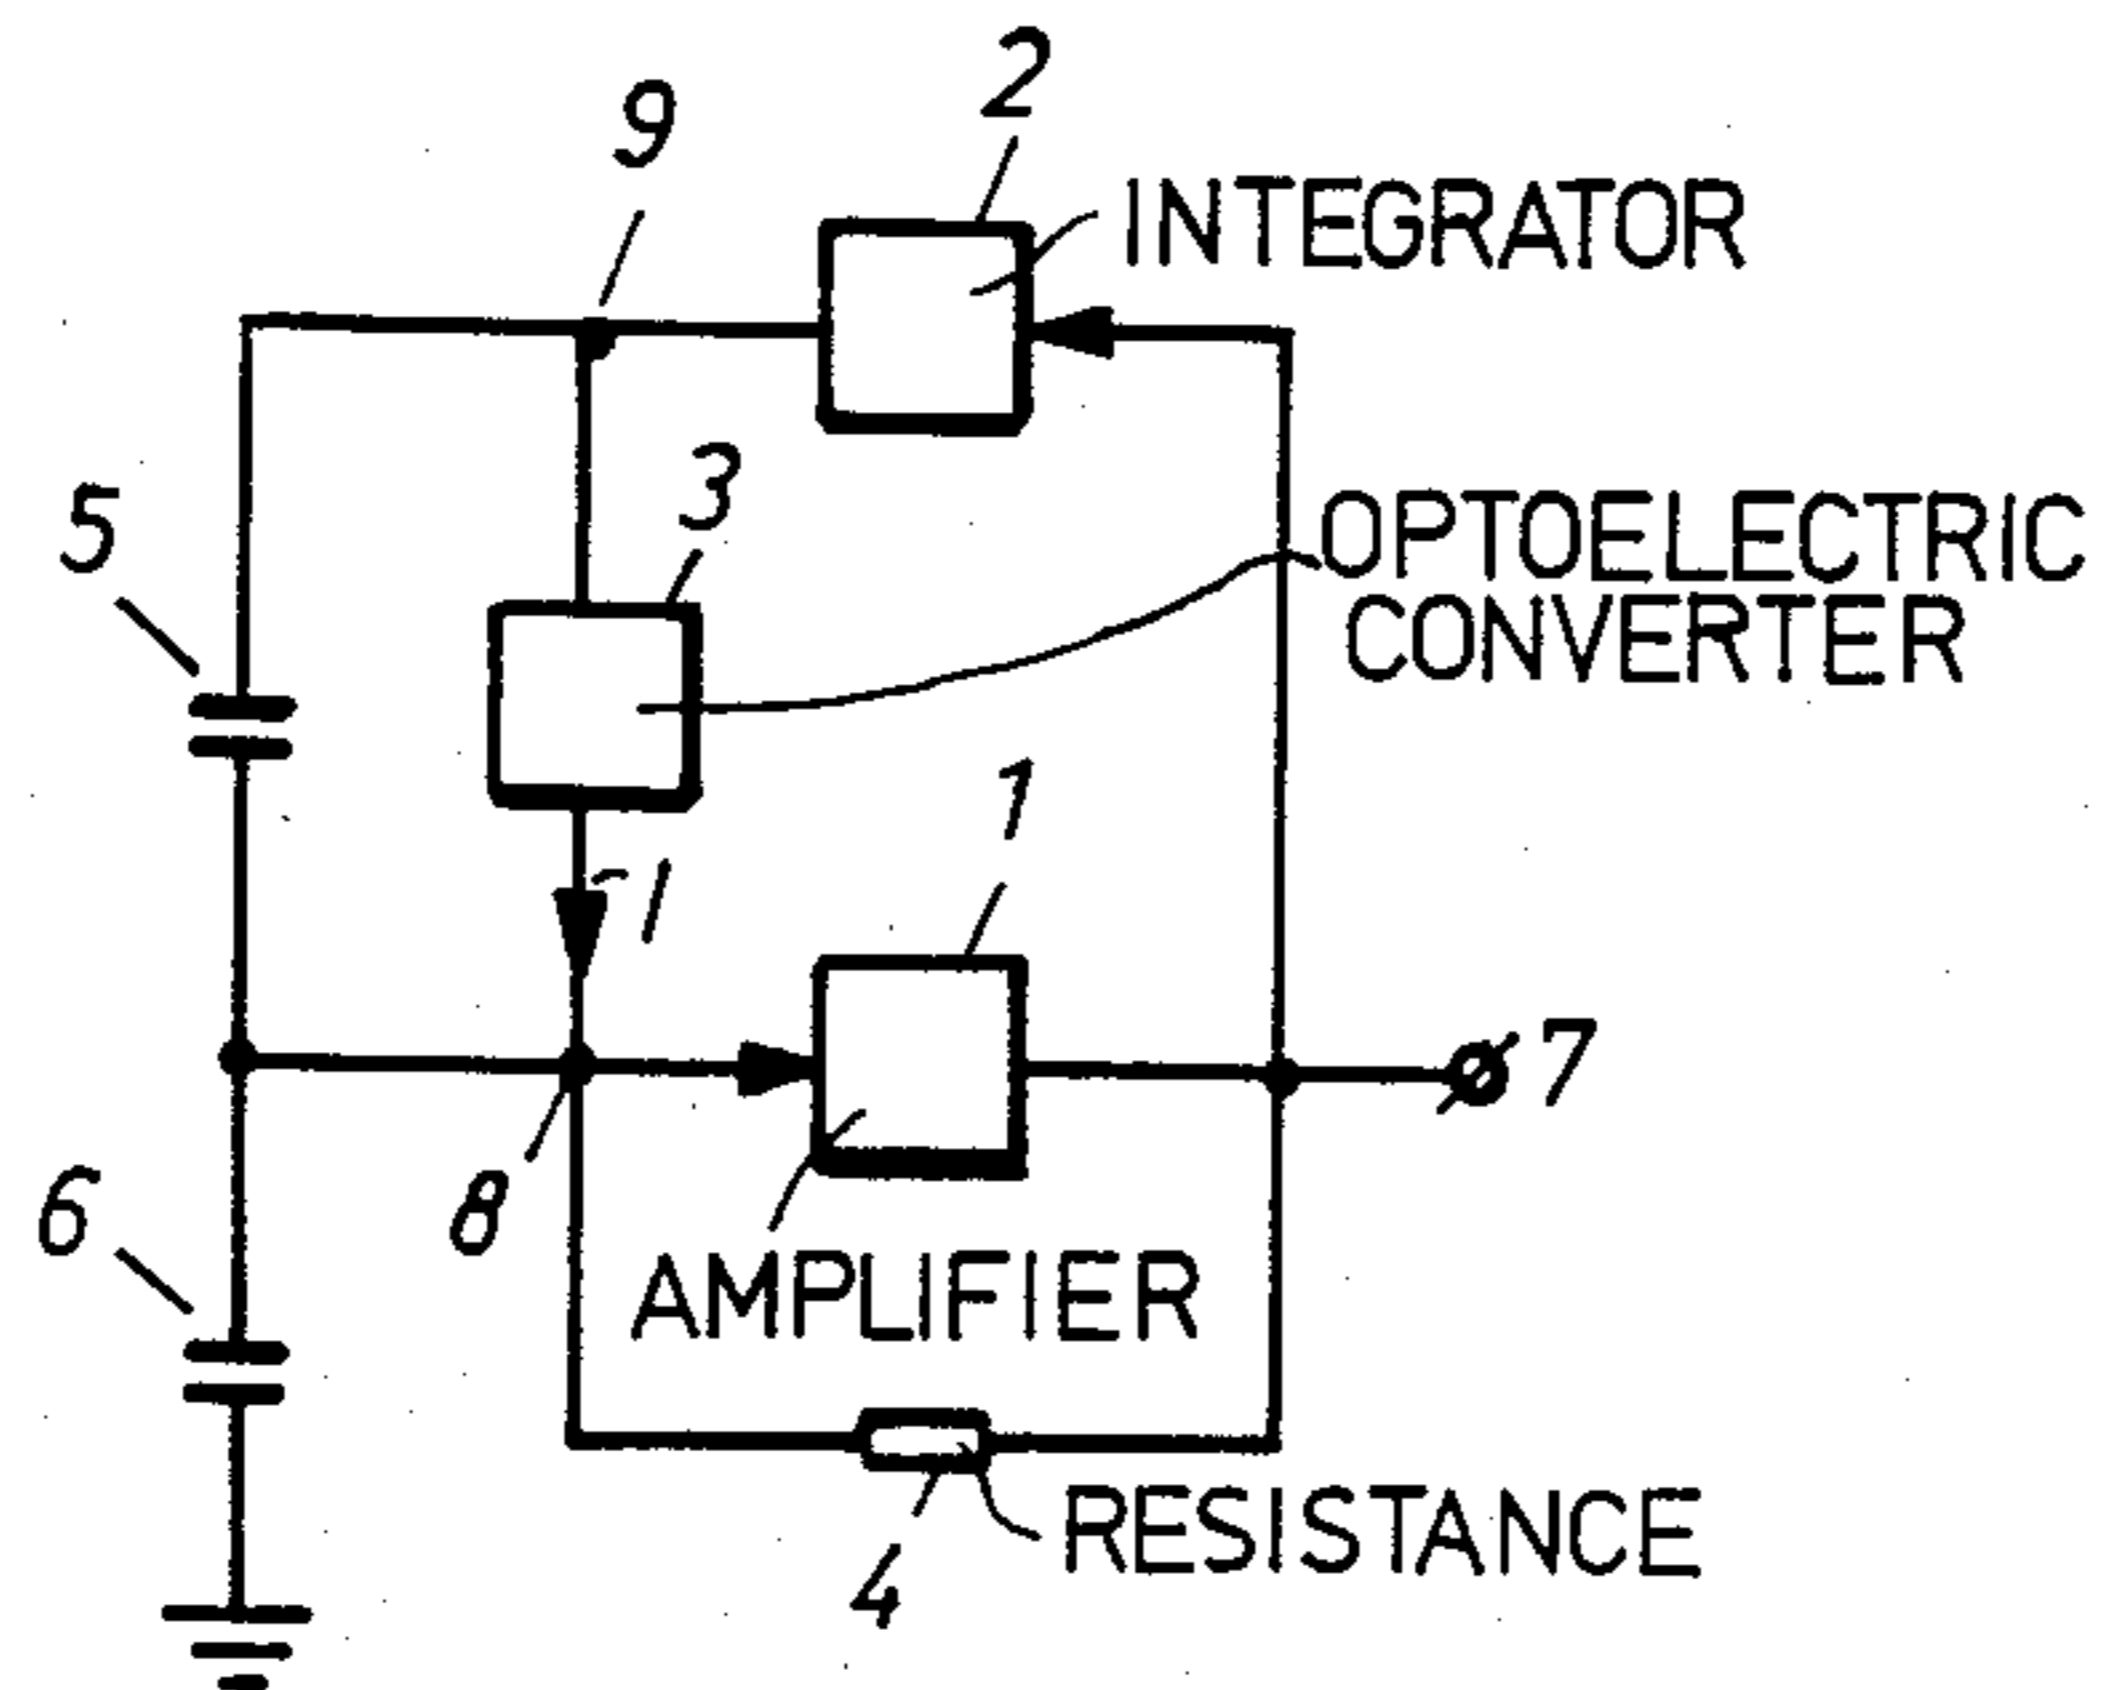 2
9
INTEGRATOR
3
5
OPTOELECTRIC
CONVERTER
1
7
8
6
AMPLIFIER
RESISTANCE
4